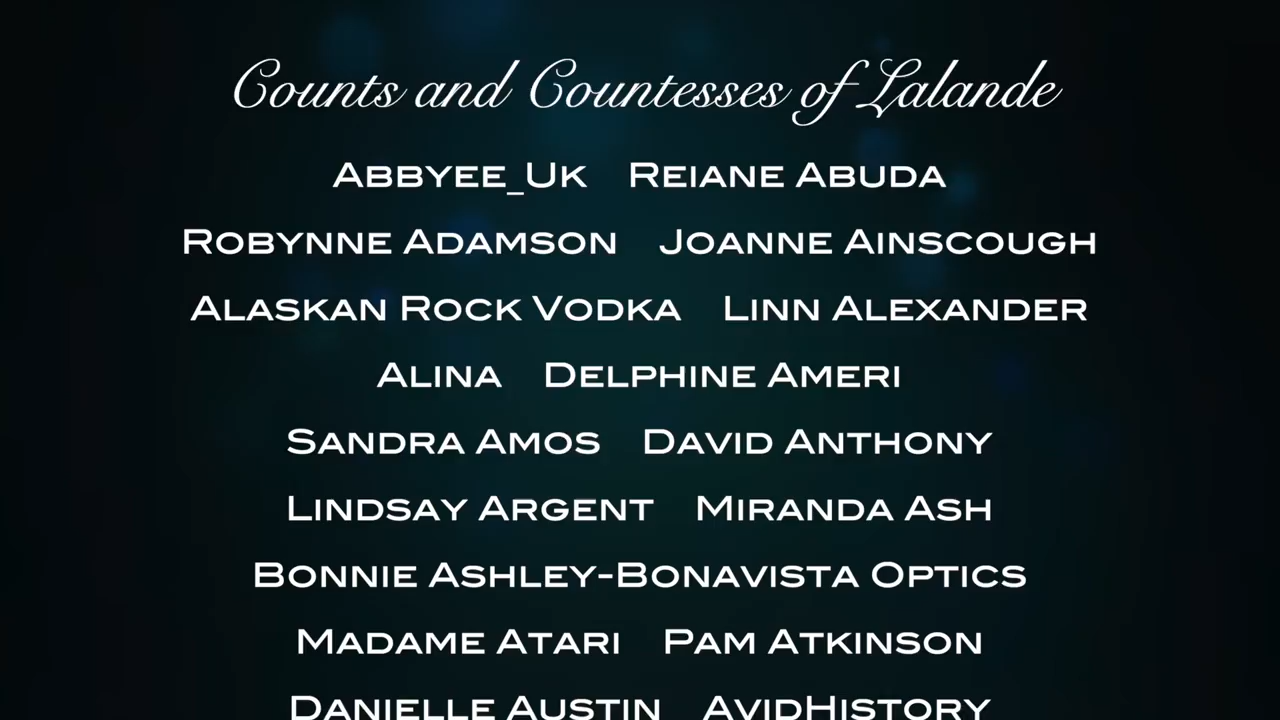 Counts and Countesses of Lalande
Abbyee_Uk Reiane Abuda
Robynne Adamson Joanne Ainscough
Alaskan Rock Vodka Linn Alexander
Alina Delphine Ameri
Sandra Amos David Anthony
Lindsay Argent Miranda Ash
Bonnie Ashley-Bonavista Optics
Madame Atari Pam Atkinson
Danielle Austin AvidHistory